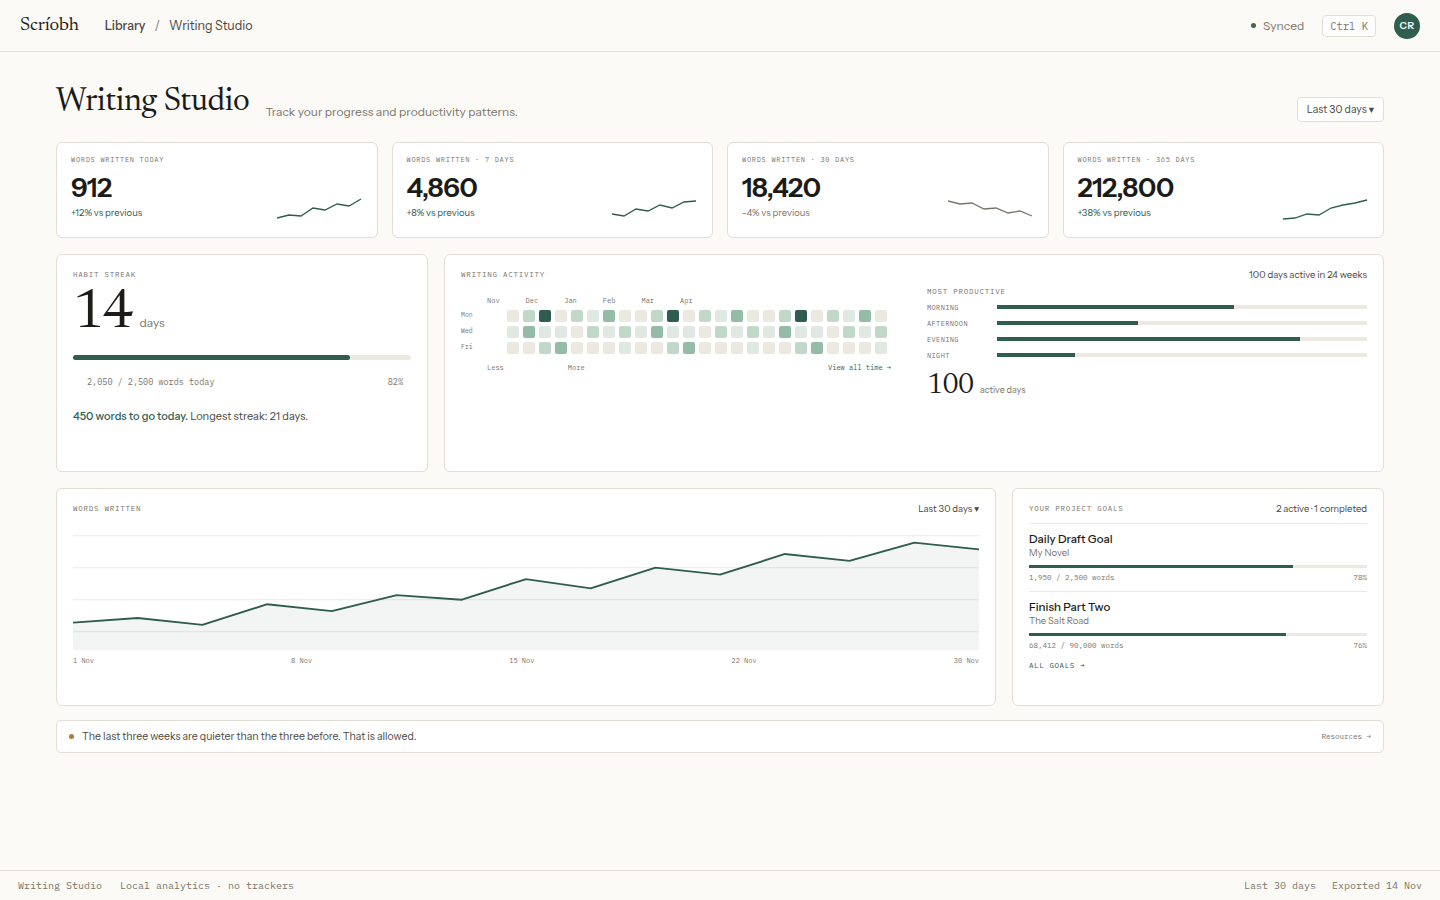 Scríobh Library / Writing Studio Synced Ctrl K CR
Writing Studio Track your progress and productivity patterns. Last 30 days ▾
WORDS WRITTEN TODAY
912
+12% vs previous
WORDS WRITTEN · 7 DAYS
4,860
+8% vs previous
WORDS WRITTEN · 30 DAYS
18,420
−4% vs previous
WORDS WRITTEN · 365 DAYS
212,800
+38% vs previous
HABIT STREAK
14 days
2,050 / 2,500 words today 82%
450 words to go today. Longest streak: 21 days.
WRITING ACTIVITY 100 days active in 24 weeks
Nov Dec Jan Feb Mar Apr
Mon
Wed
Fri
Less More View all time →
MOST PRODUCTIVE
MORNING
AFTERNOON
EVENING
NIGHT
100 active days
WORDS WRITTEN Last 30 days ▾
1 Nov 8 Nov 15 Nov 22 Nov 30 Nov
YOUR PROJECT GOALS 2 active · 1 completed
Daily Draft Goal
My Novel
1,950 / 2,500 words 78%
Finish Part Two
The Salt Road
68,412 / 90,000 words 76%
ALL GOALS →
The last three weeks are quieter than the three before. That is allowed. Resources →
Writing Studio Local analytics · no trackers Last 30 days Exported 14 Nov